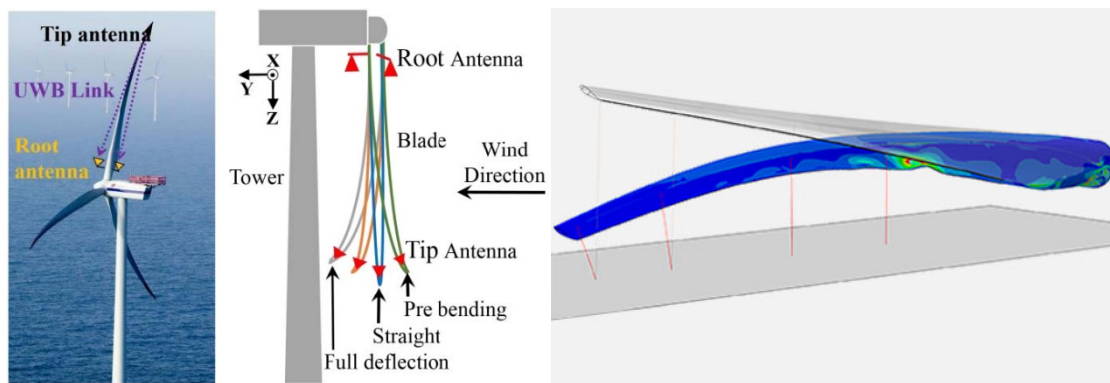 Tip antenna
UWB Link
Root
antenna
X
Y
Z
Root Antenna
Blade
Tower
Wind
Direction
Tip Antenna
Pre bending
Straight
Full deflection